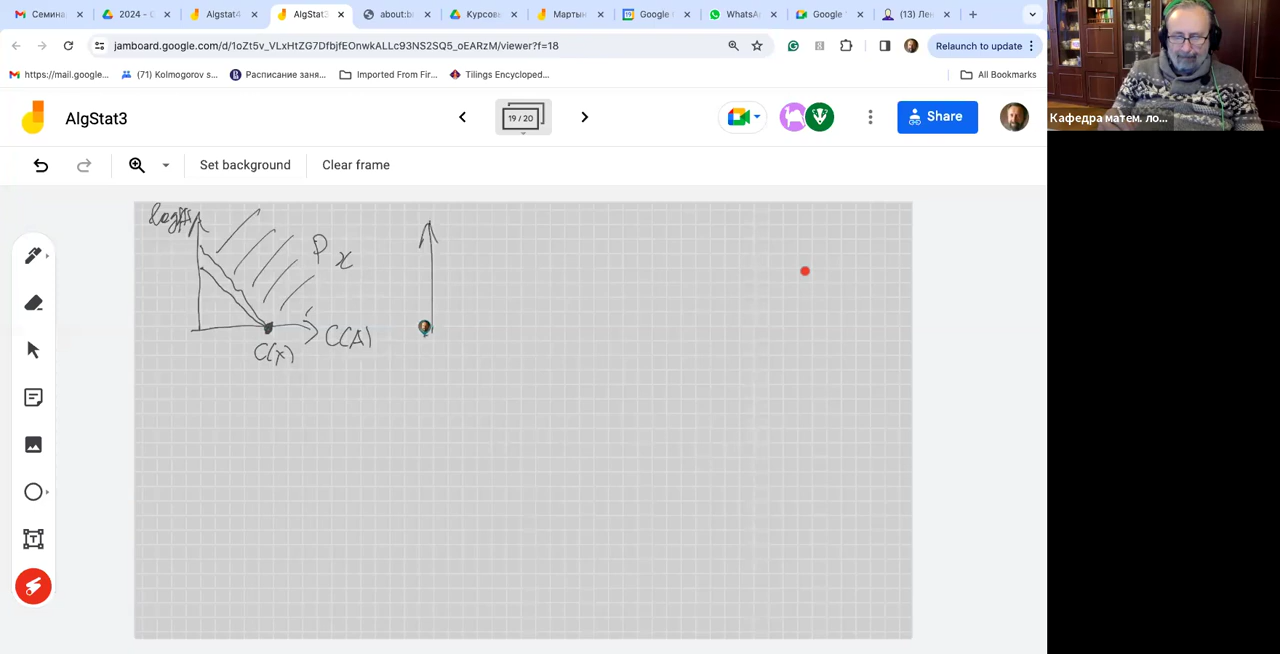 Семина
2024 - С
Algstat4
AlgStat3
about:b
Курсов
Мартын
Google
WhatsA
Google
(13) Лек
jamboard.google.com/d/1oZt5v_VLxHtZG7DfbjfEOnwkALLc93NS2SQ5_oEARzM/viewer?f=18
Relaunch to update
https://mail.google...
(71) Kolmogorov s...
Расписание заня...
Imported From Fir...
Tilings Encycloped...
All Bookmarks
AlgStat3
19 / 20
Share
Set background
Clear frame
P x
C(A)
C(x)
Кафедра матем. ло...